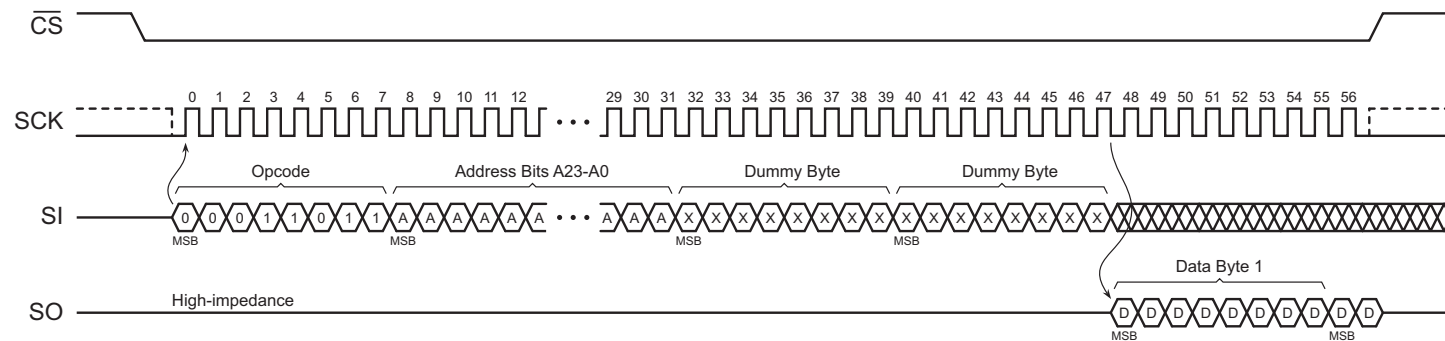 CS
0 1 2 3 4 5 6 7 8 9 10 11 12 29 30 31 32 33 34 35 36 37 38 39 40 41 42 43 44 45 46 47 48 49 50 51 52 53 54 55 56
SCK • • •
Opcode Address Bits A23-A0 Dummy Byte Dummy Byte
SI 0 0 0 1 1 0 1 1 A A A A A A • • • A A A X X X X X X X X X X X X X X X X
MSB MSB MSB MSB
Data Byte 1
High-impedance
SO D D D D D D D D D D
MSB MSB